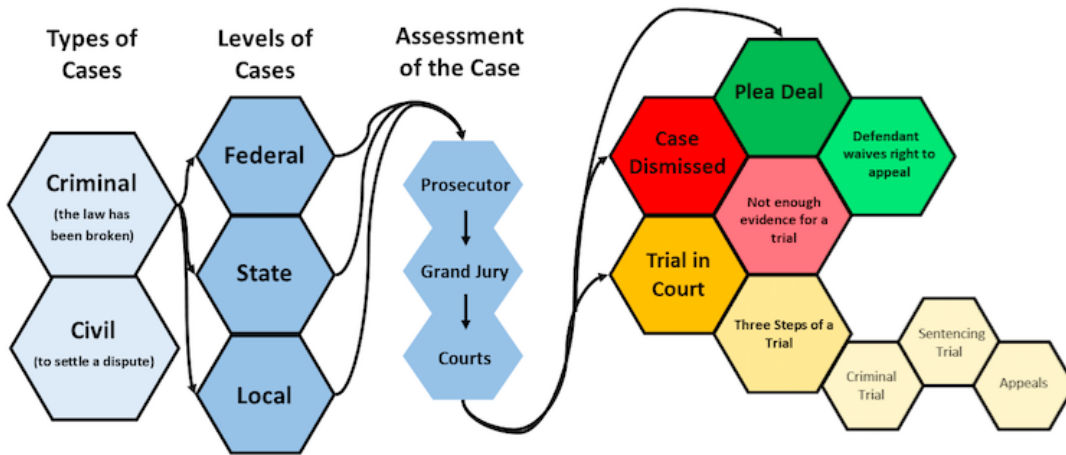 Types of
Cases
Levels of
Cases
Assessment
of the Case
Criminal
(the law has
been broken)
Civil
(to settle a dispute)
Federal
State
Local
Prosecutor
Grand Jury
Courts
Plea Deal
Case
Dismissed
Defendant
waives right to
appeal
Not enough
evidence for a
trial
Trial in
Court
Three Steps of a
Trial
Criminal
Trial
Sentencing
Trial
Appeals